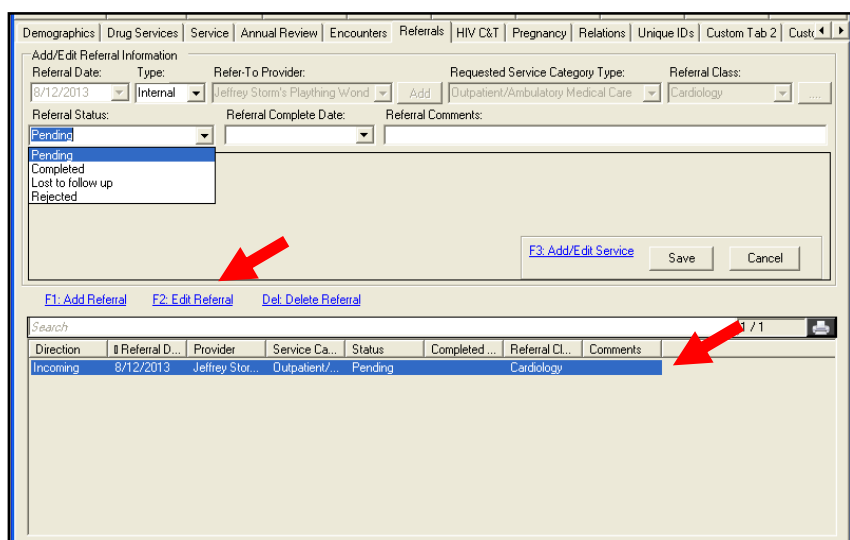 Demographics Drug Services Service Annual Review Encounters Referrals HIV C&T Pregnancy Relations Unique IDs Custom Tab 2
Add/Edit Referral Information
Referral Date: Type: Refer-To Provider: Requested Service Category Type: Referral Class:
8/12/2013 Internal Jeffrey Storm's Plaything Wond Add Outpatient/Ambulatory Medical Care Cardiology ....
Referral Status: Referral Complete Date: Referral Comments:
Pending
Pending
Completed
Lost to follow up
Rejected
F3: Add/Edit Service Save Cancel
F1: Add Referral F2: Edit Referral Del: Delete Referral
Search 1 / 1
Direction Referral D... Provider Service Ca... Status Completed ... Referral Cl... Comments
Incoming 8/12/2013 Jeffrey Stor... Outpatient/... Pending Cardiology